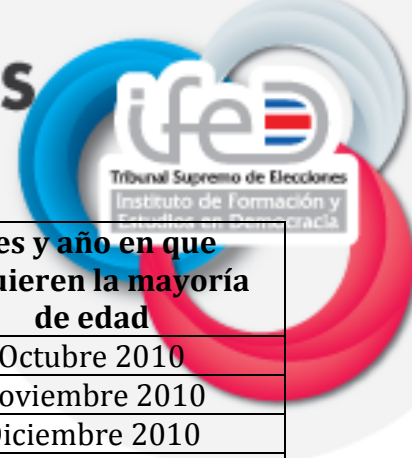 s
ifed
Tribunal Supremo de Elecciones
Instituto de Formación y
Estudios en Democracia
es y año en que
uieren la mayoría
de edad
Octubre 2010
oviembre 2010
iciembre 2010